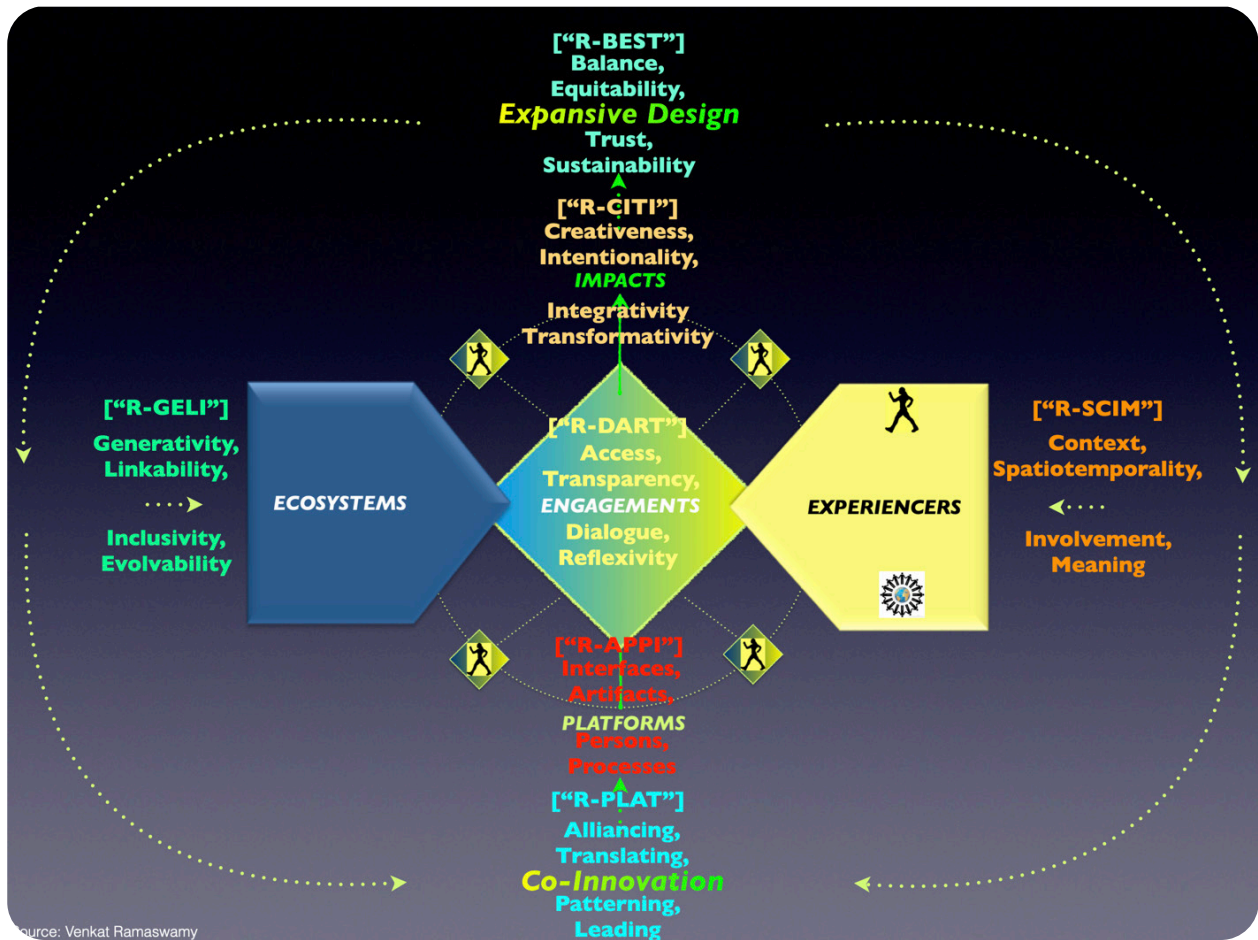 ["R-BEST"]
Balance,
Equitability,
Expansive Design
Trust,
Sustainability
["R-CITI"]
Creativeness,
Intentionality,
IMPACTS
Integrativity
Transformativity
["R-GELI"]
Generativity,
Linkability,
Inclusivity,
Evolvability
ECOSYSTEMS
["R-DART"]
Access,
Transparency,
ENGAGEMENTS
Dialogue,
Reflexivity
EXPERIENCERS
["R-SCIM"]
Context,
Spatiotemporality,
Involvement,
Meaning
["R-APPI"]
Interfaces,
Artifacts,
PLATFORMS
Persons,
Processes
["R-PLAT"]
Alliancing,
Translating,
Co-Innovation
Patterning,
Leading
ource: Venkat Ramaswamy